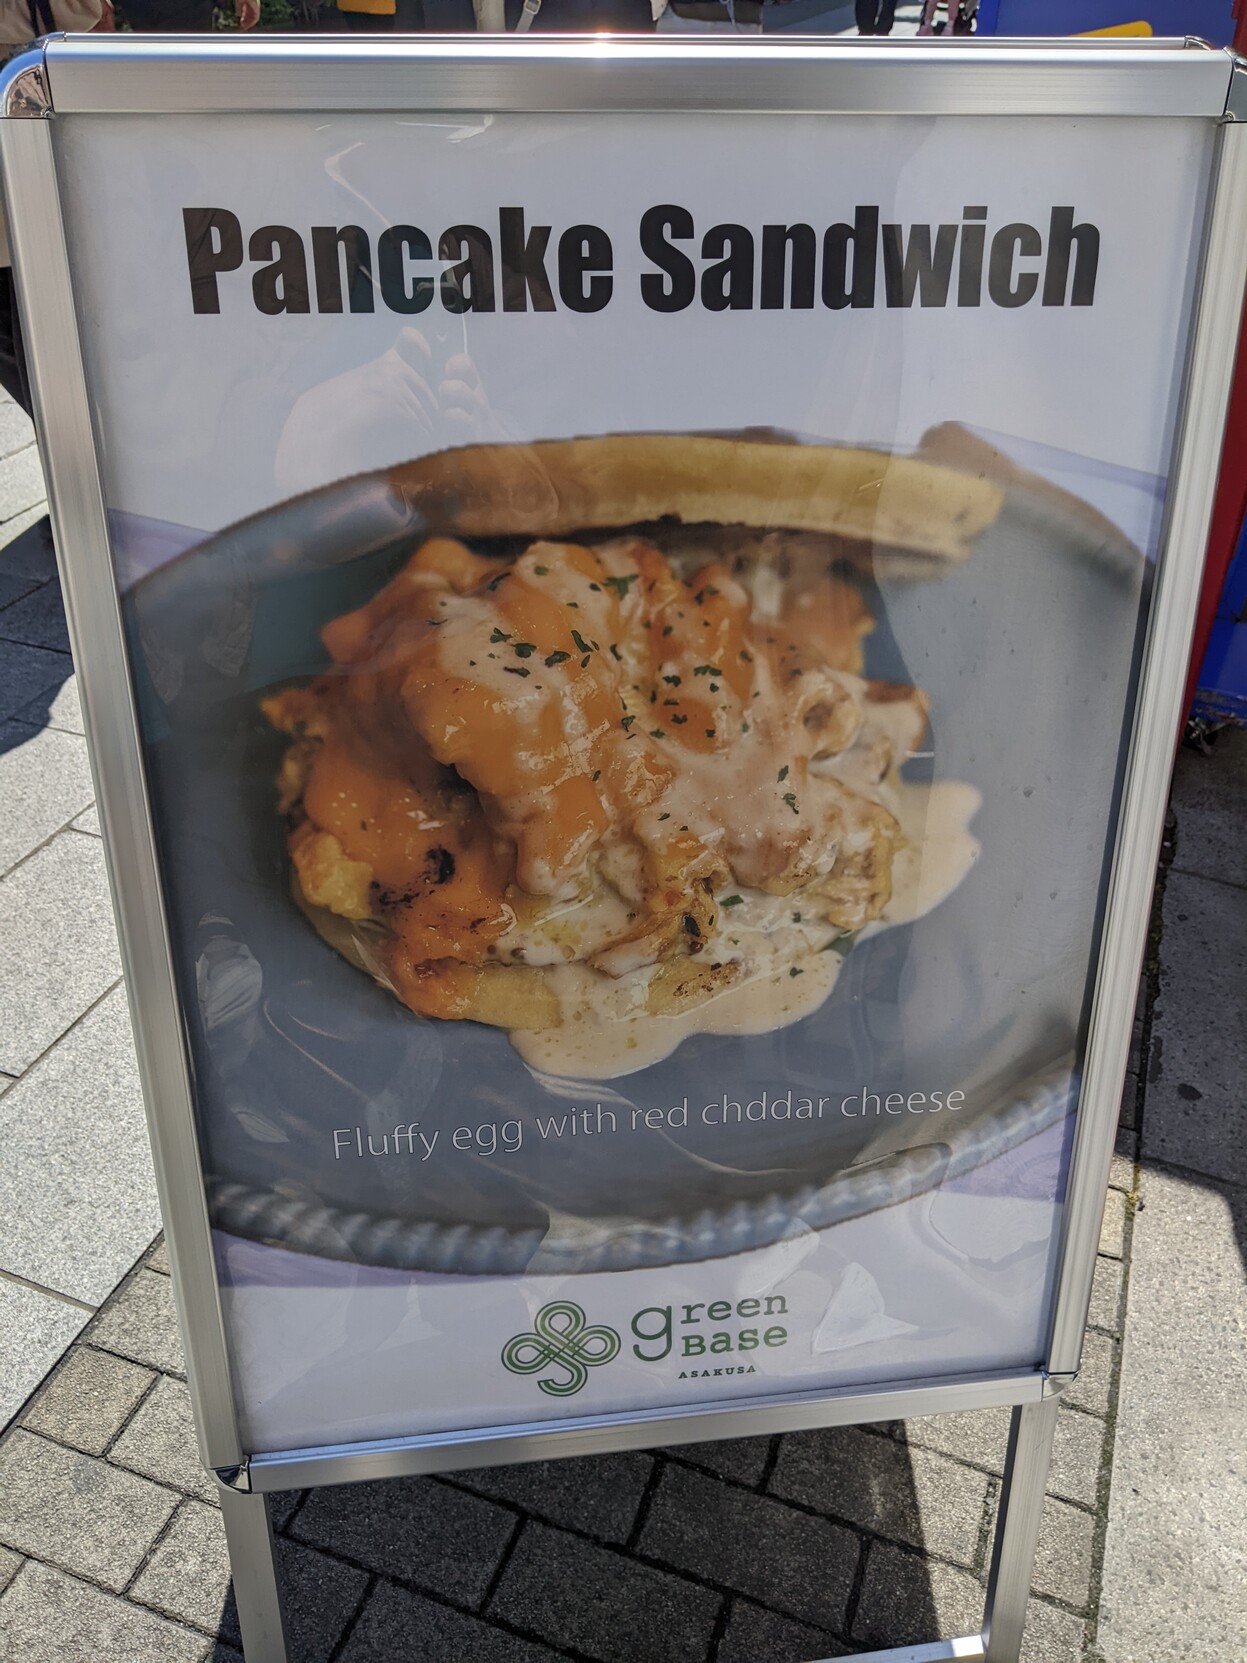 Pancake Sandwich
Fluffy egg with red chddar cheese
green
Base
ASAKUSA